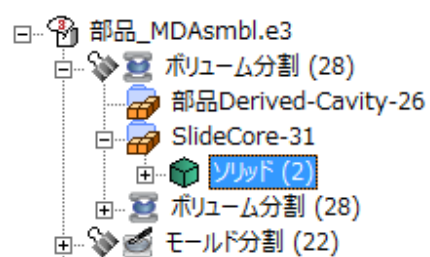 部品_MDAsmbl.e3
ボリューム分割 (28)
部品Derived-Cavity-26
SlideCore-31
ソリッド (2)
ボリューム分割 (28)
モールド分割 (22)